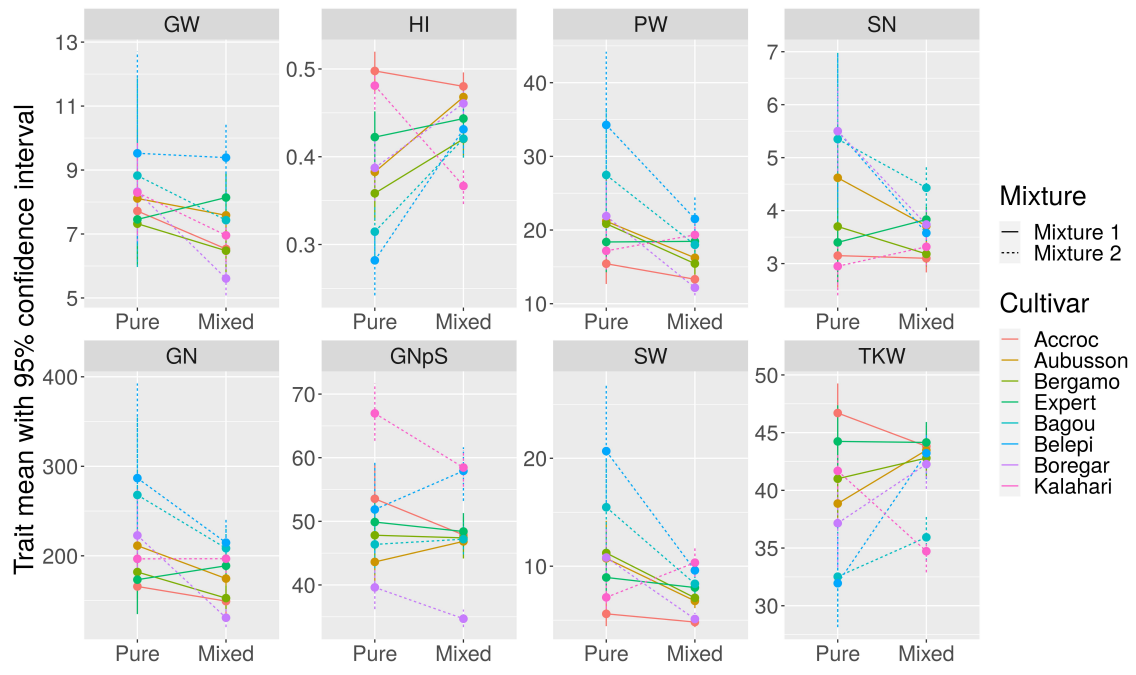 Trait mean with 95% confidence interval
GW
HI
PW
SN
13
11
9
7
5
0.5
0.4
0.3
40
30
20
10
7
6
5
4
3
Pure Mixed
Pure Mixed
Pure Mixed
Pure Mixed
GN
GNpS
SW
TKW
400
300
200
70
60
50
40
20
10
50
45
40
35
30
Pure Mixed
Pure Mixed
Pure Mixed
Pure Mixed
Mixture
Mixture 1
Mixture 2
Cultivar
Accroc
Aubusson
Bergamo
Expert
Bagou
Belepi
Boregar
Kalahari